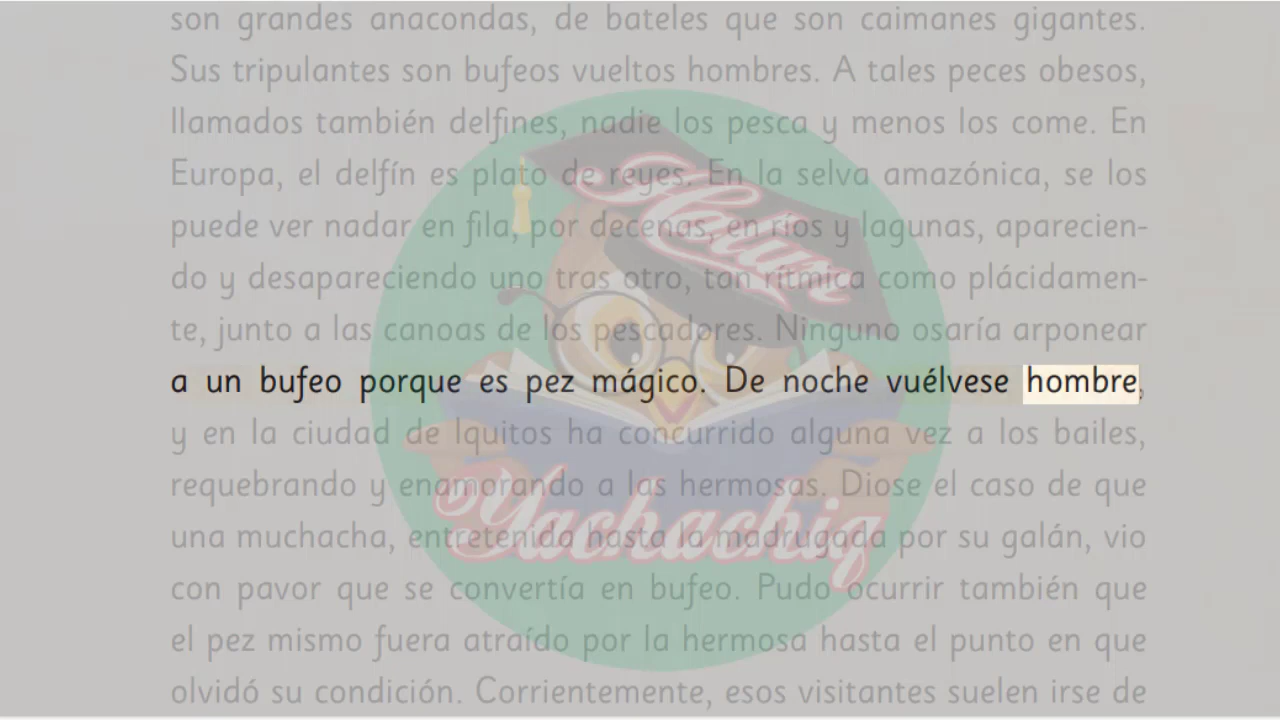 son grandes anacondas, de bateles que son caimanes gigantes.
Sus tripulantes son bufeos vueltos hombres. A tales peces obesos,
llamados también delfines, nadie los pesca y menos los come. En
Europa, el delfín es plato de reyes. En la selva amazónica, se los
puede ver nadar en fila, por decenas, en ríos y lagunas, aparecien-
do y desapareciendo uno tras otro, tan rítmica como plácidamen-
te, junto a las canoas de los pescadores. Ninguno osaría arponear
a un bufeo porque es pez mágico. De noche vuélvese hombre,
y en la ciudad de Iquitos ha concurrido alguna vez a los bailes,
requebrando y enamorando a las hermosas. Diose el caso de que
una muchacha, entretenida hasta la madrugada por su galán, vio
con pavor que se convertía en bufeo. Pudo ocurrir también que
el pez mismo fuera atraído por la hermosa hasta el punto en que
olvidó su condición. Corrientemente, esos visitantes suelen irse de
Hatun
Yachachiq